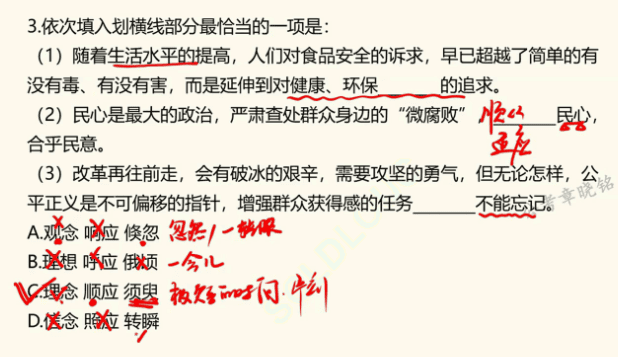 3.依次填入划横线部分最恰当的一项是：
（1）随着生活水平的提高，人们对食品安全的诉求，早已超越了简单的有
没有毒、有没有害，而是延伸到对健康、环保______的追求。
（2）民心是最大的政治，严肃查处群众身边的“微腐败”______民心，
顺从
合乎民意。
适应
（3）改革再往前走，会有破冰的艰辛，需要攻坚的勇气，但无论怎样，公
平正义是不可偏移的指针，增强群众获得感的任务______不能忘记。
章晓铭
A.观念 响应 倏忽 忽然/一转眼
B.理想 呼应 俄顷 一会儿
C.理念 顺应 须臾 极短的时间.片刻
D.信念 照应 转瞬